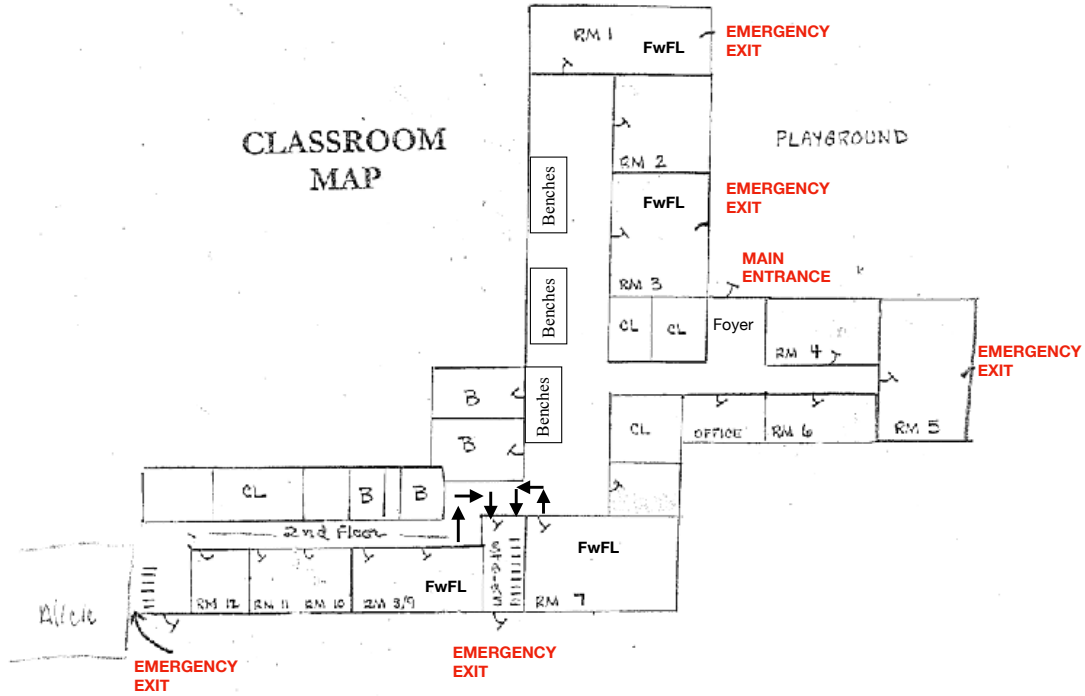 RM 1
FwFL
EMERGENCY
EXIT
CLASSROOM
MAP
PLAYGROUND
RM 2
Benches
FwFL
EMERGENCY
EXIT
RM 3
MAIN
ENTRANCE
Benches
CL
CL
Foyer
RM 4
EMERGENCY
EXIT
B
Benches
B
CL
OFFICE
RM 6
RM 5
CL
B
B
2nd Floor
FwFL
FwFL
RM 12
RM 11
RM 10
RM 8/9
RM 7
EMERGENCY
EXIT
EMERGENCY
EXIT